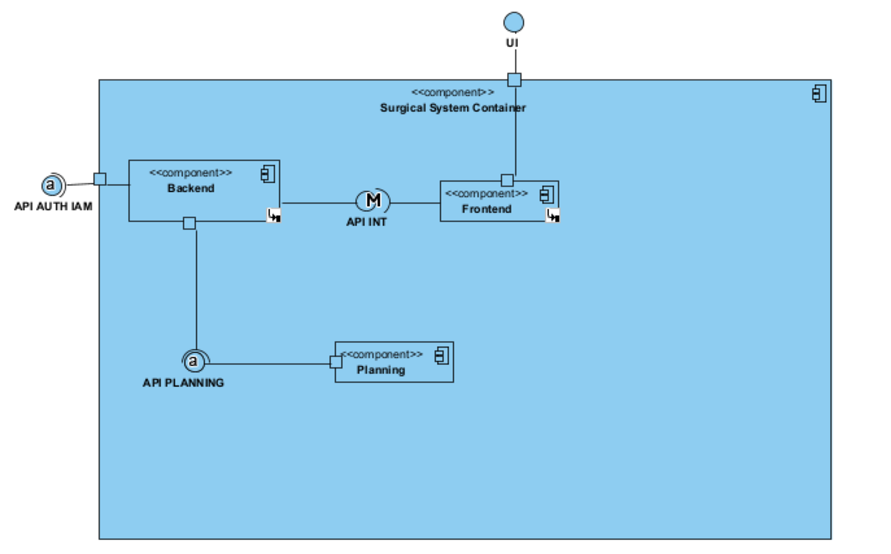 UI
<<component>>
Surgical System Container
<<component>>
Backend
a
API AUTH IAM
M
API INT
<<component>>
Frontend
a
API PLANNING
<<component>>
Planning